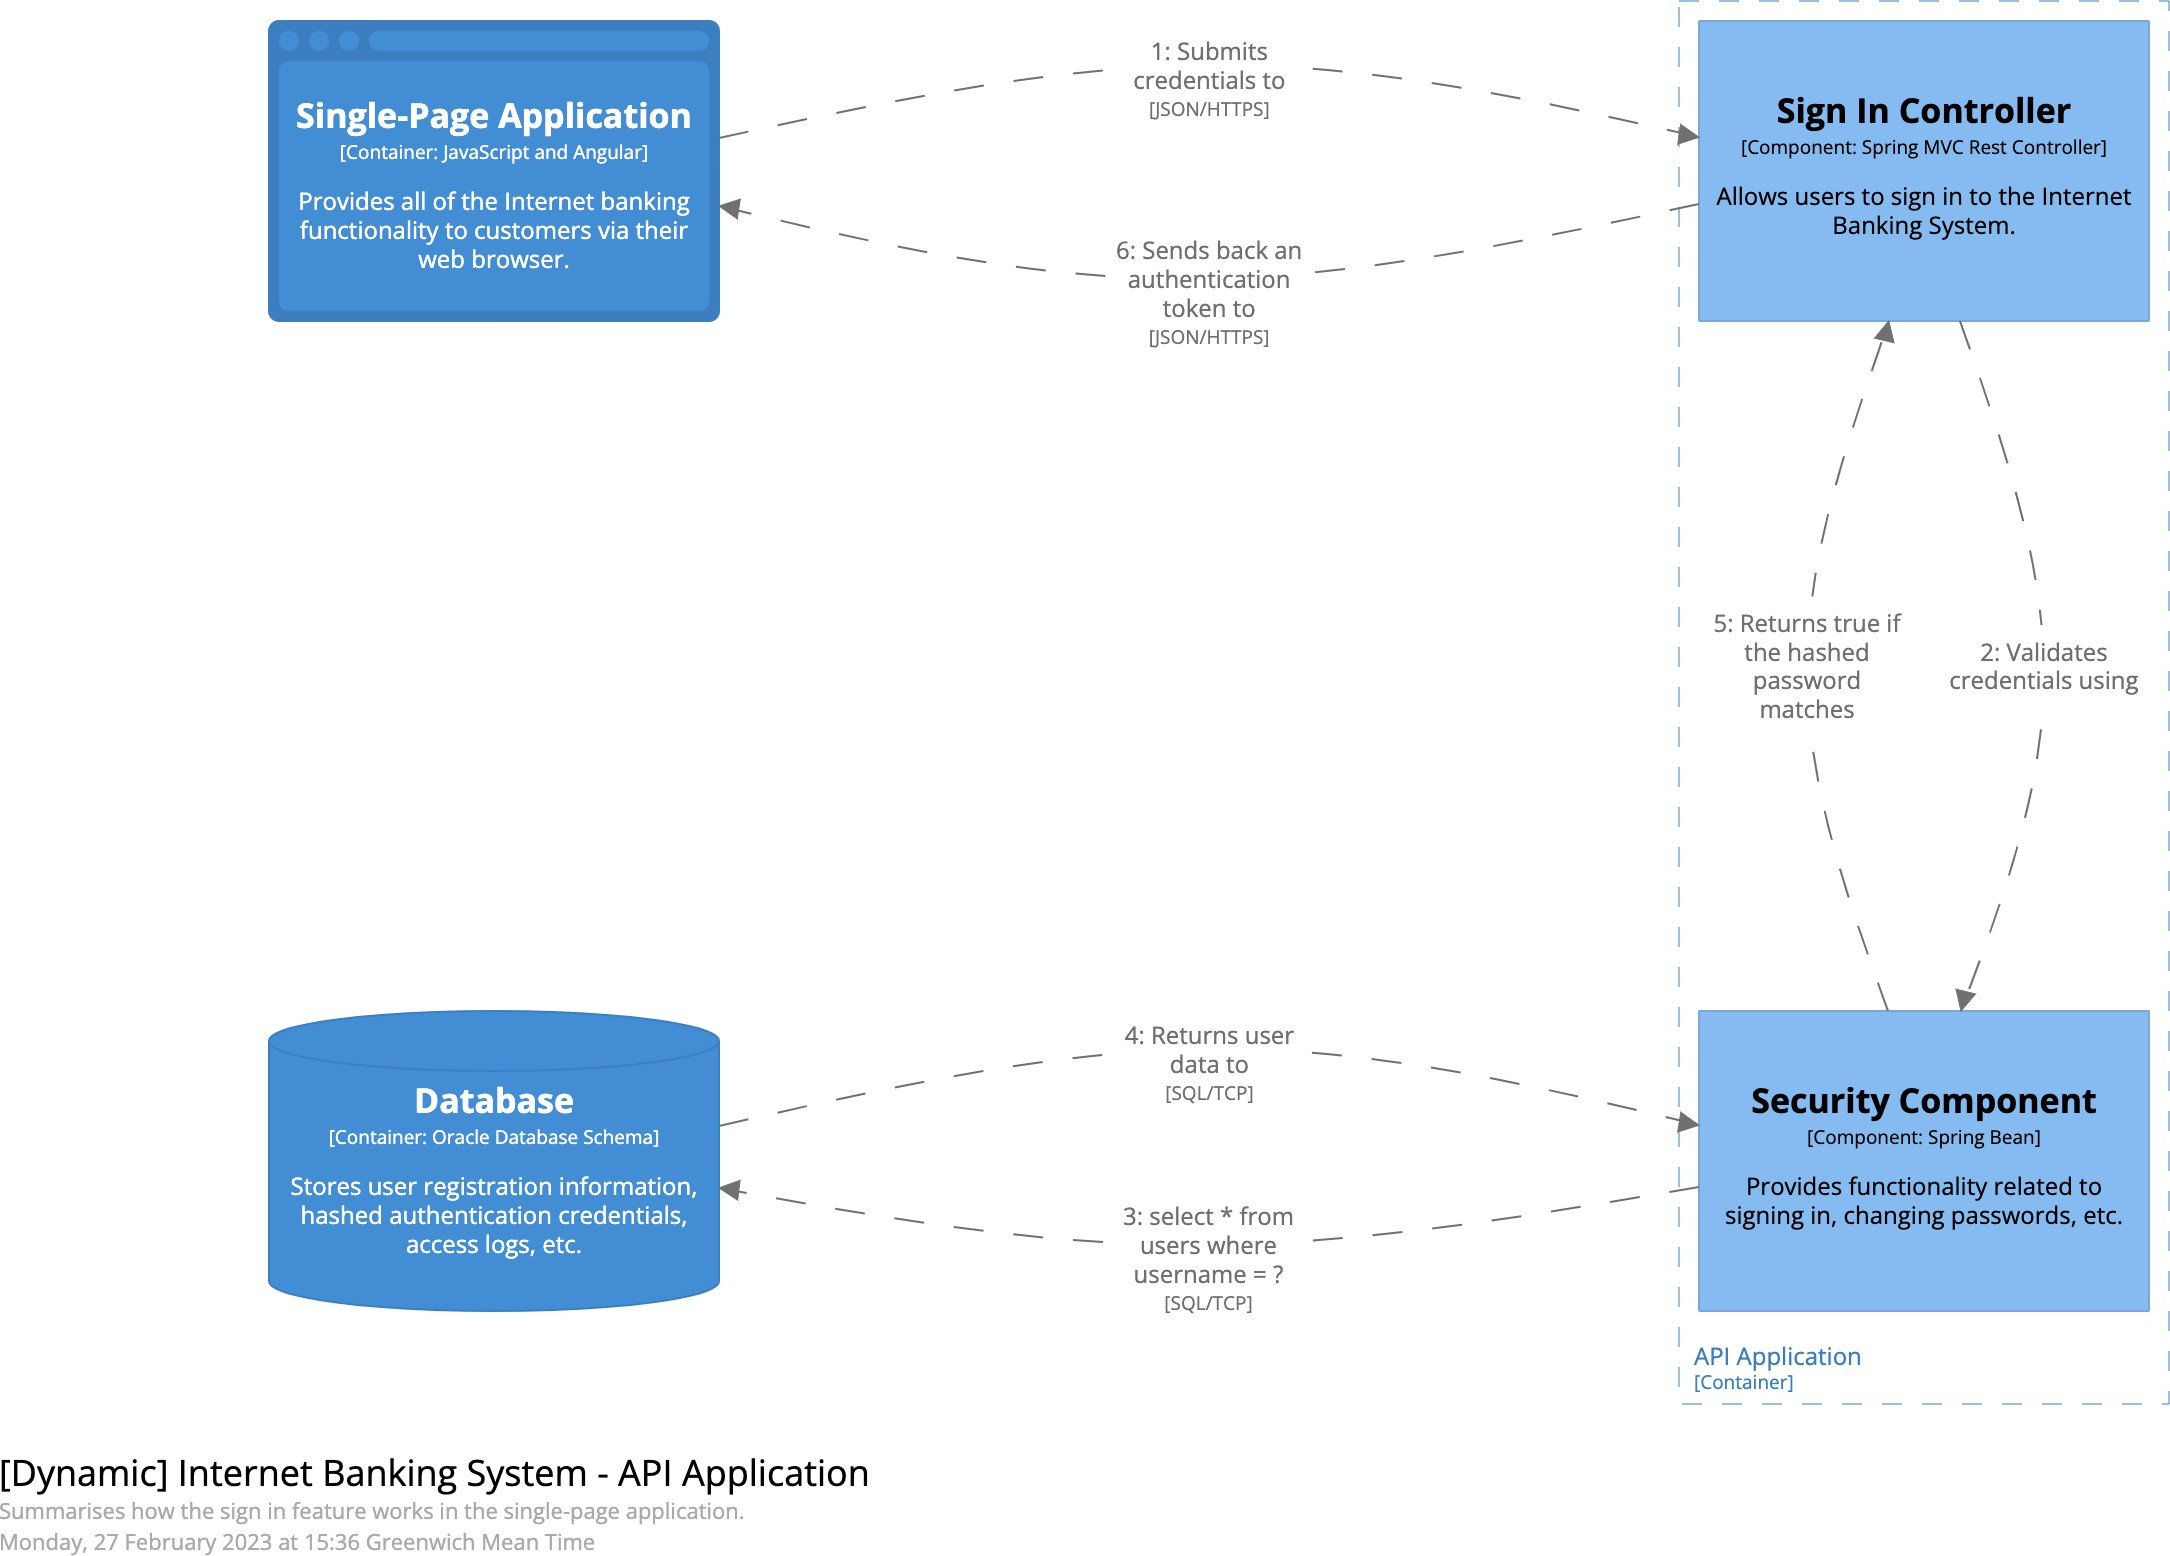 Single-Page Application
[Container: JavaScript and Angular]
Provides all of the Internet banking
functionality to customers via their
web browser.
1: Submits
credentials to
[JSON/HTTPS]
6: Sends back an
authentication
token to
[JSON/HTTPS]
Sign In Controller
[Component: Spring MVC Rest Controller]
Allows users to sign in to the Internet
Banking System.
5: Returns true if
the hashed
password
matches
2: Validates
credentials using
Database
[Container: Oracle Database Schema]
Stores user registration information,
hashed authentication credentials,
access logs, etc.
4: Returns user
data to
[SQL/TCP]
3: select * from
users where
username = ?
[SQL/TCP]
Security Component
[Component: Spring Bean]
Provides functionality related to
signing in, changing passwords, etc.
API Application
[Container]
[Dynamic] Internet Banking System - API Application
Summarises how the sign in feature works in the single-page application.
Monday, 27 February 2023 at 15:36 Greenwich Mean Time